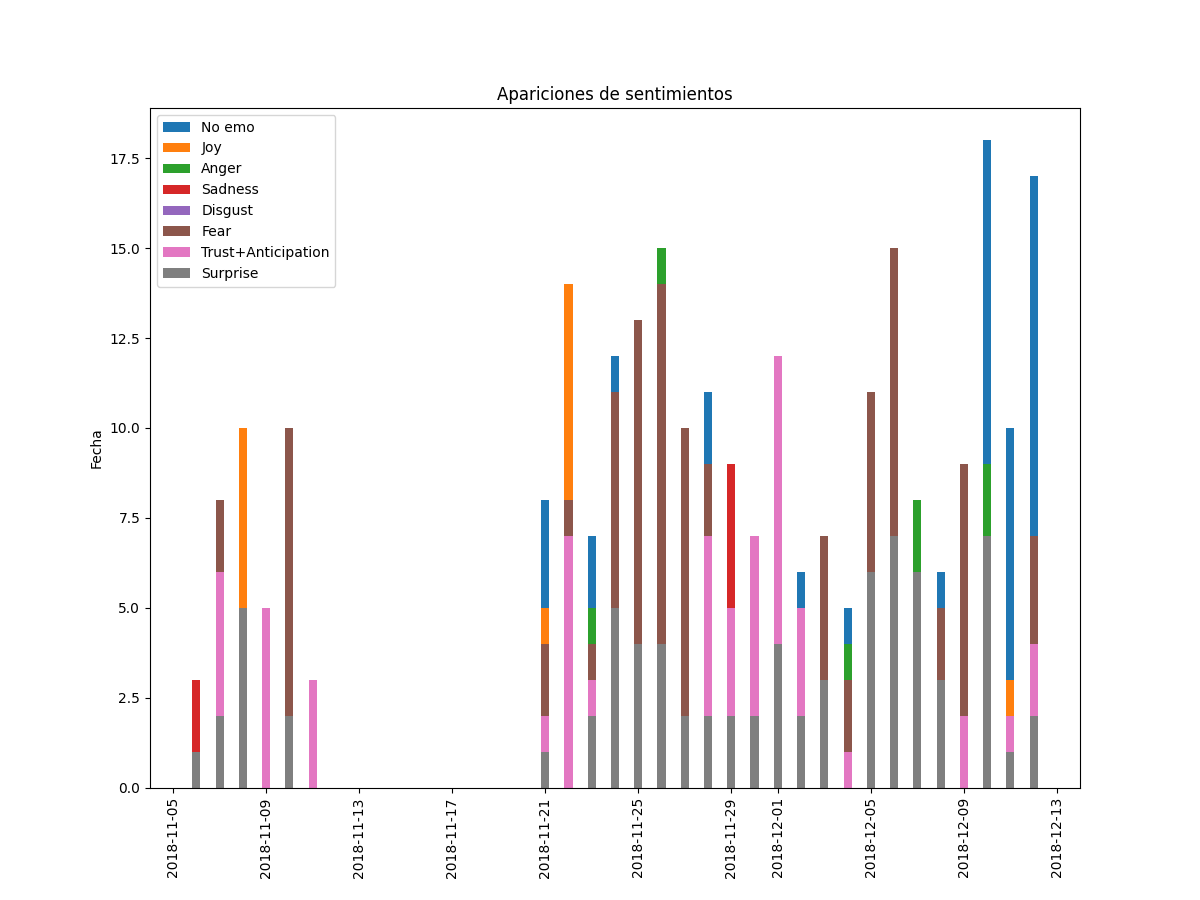 Apariciones de sentimientos
No emo
Joy
Anger
Sadness
Disgust
Fear
Trust+Anticipation
Surprise
17.5
15.0
12.5
10.0
7.5
5.0
2.5
0.0
Fecha
2018-11-05
2018-11-09
2018-11-13
2018-11-17
2018-11-21
2018-11-25
2018-11-29
2018-12-01
2018-12-05
2018-12-09
2018-12-13